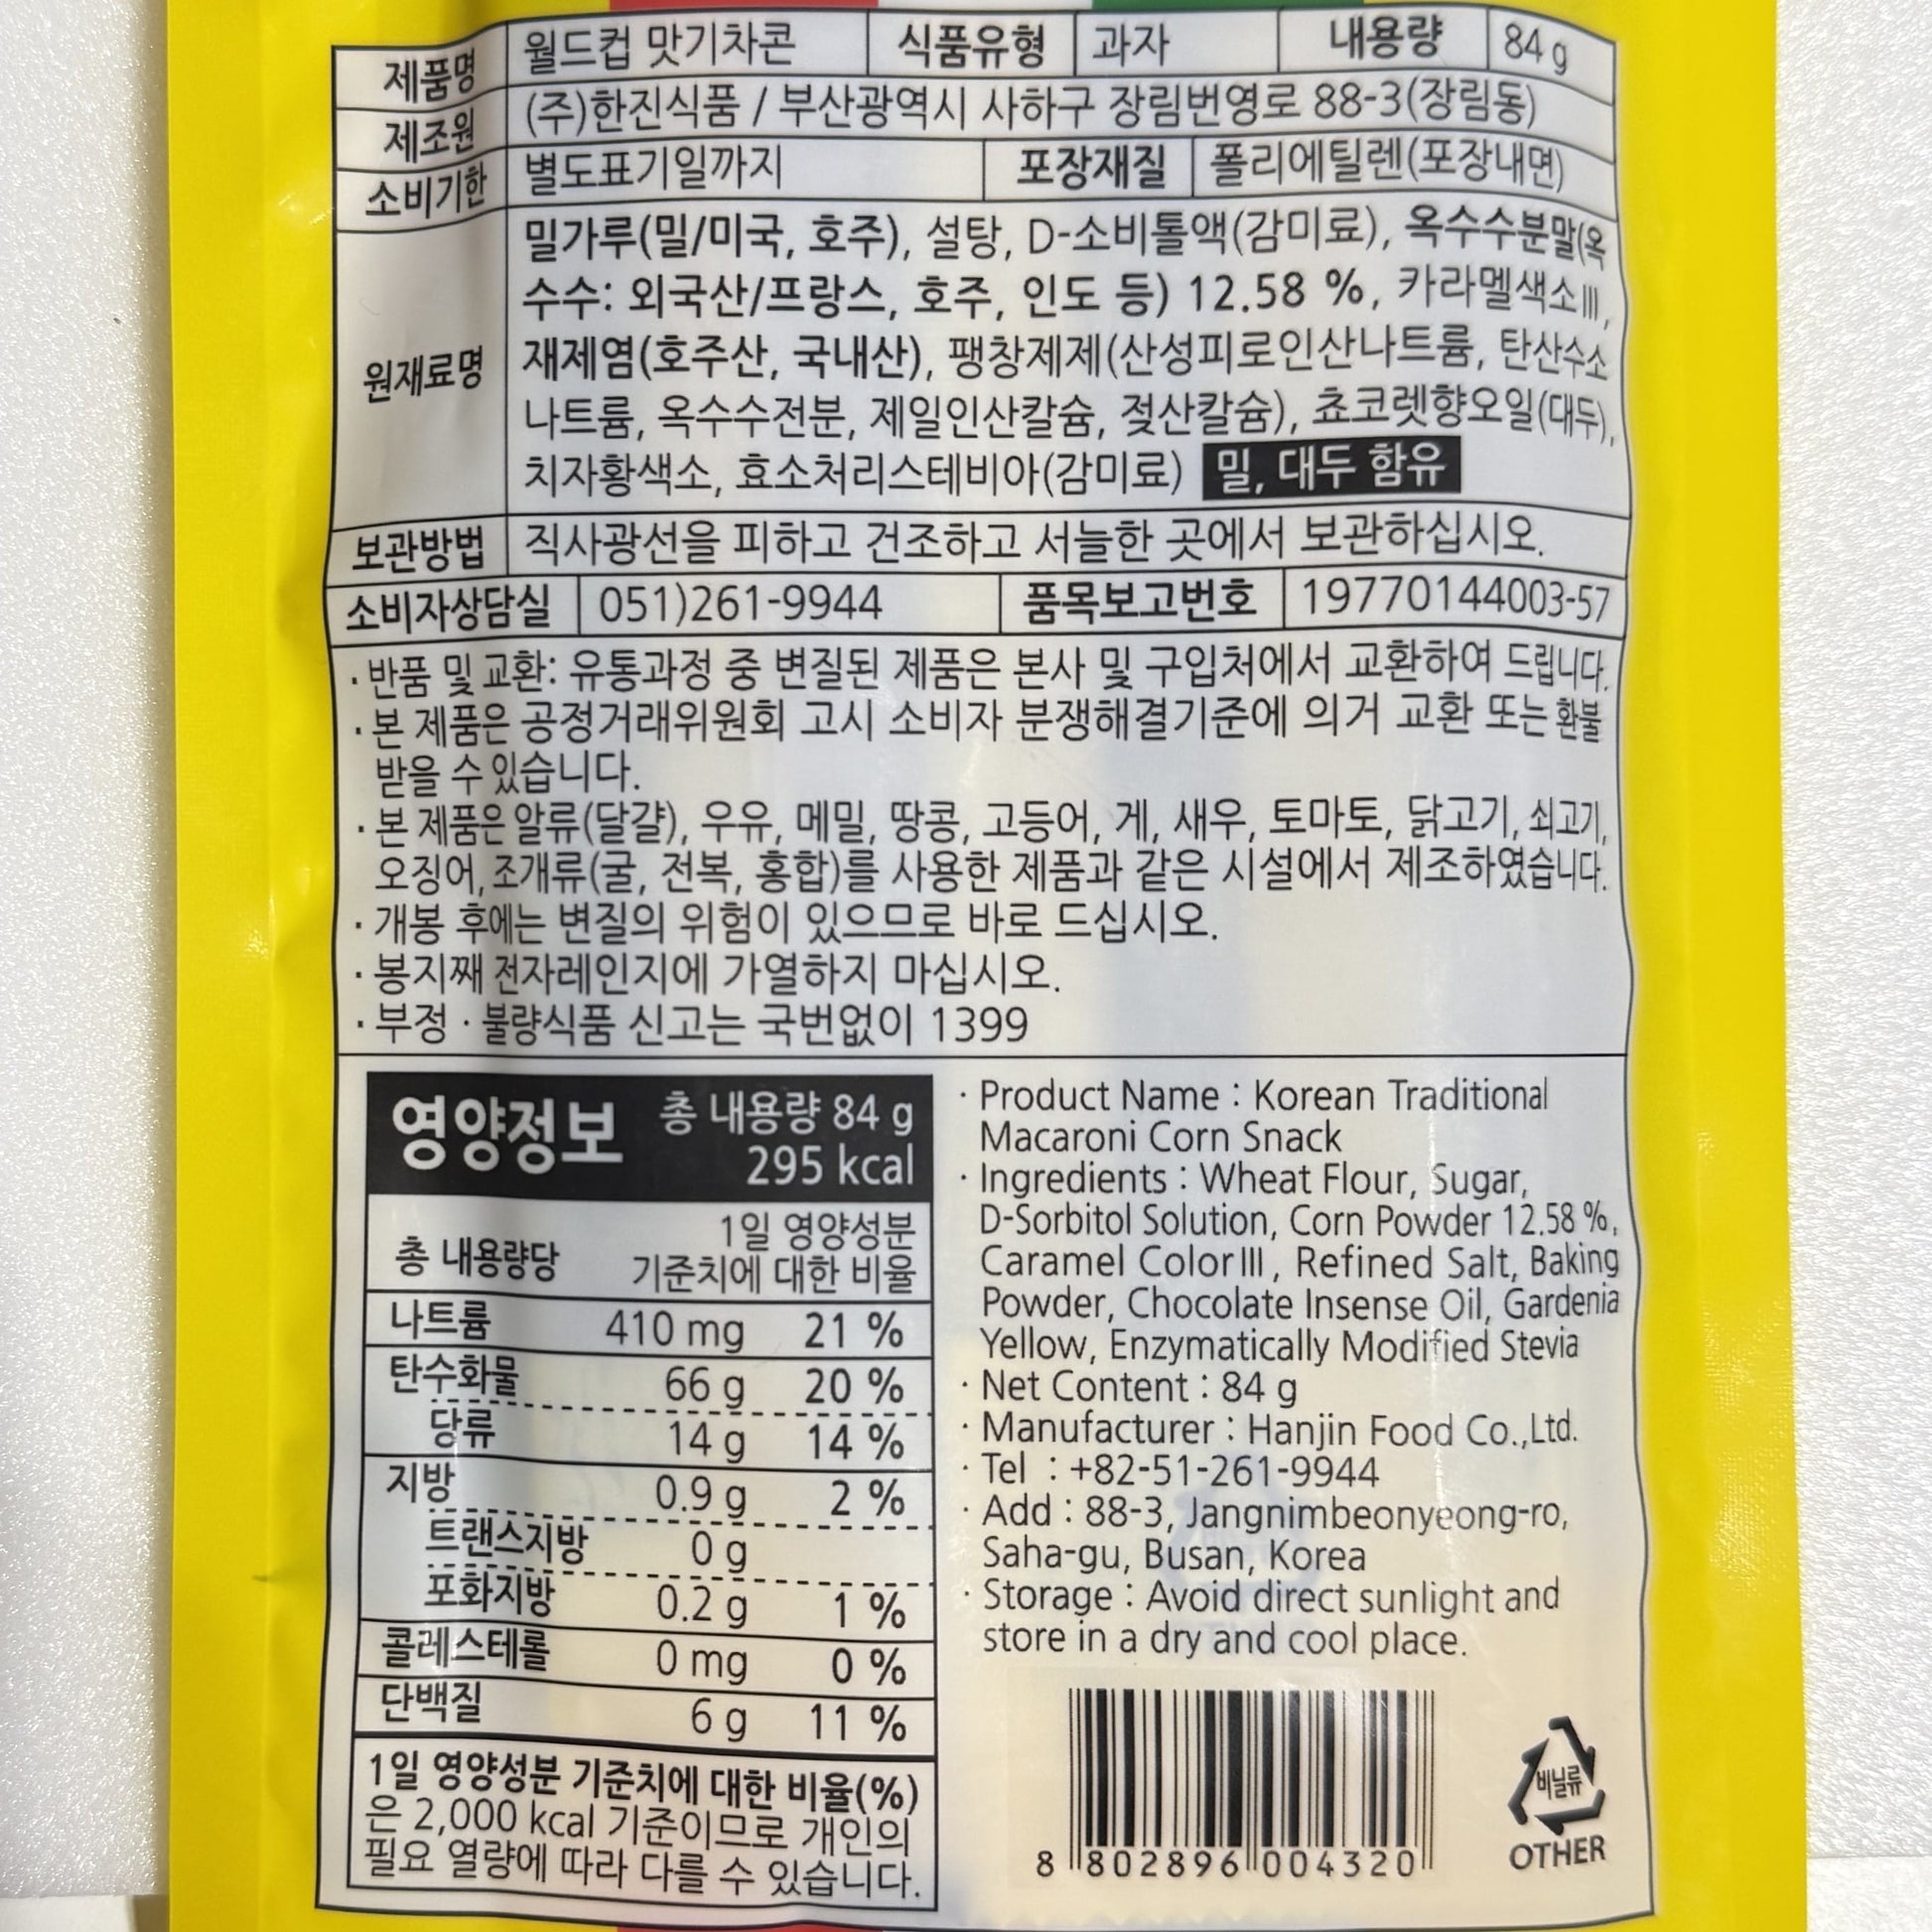 제품명 월드컵 맛기차콘 식품유형 과자 내용량 84 g
제조원 (주)한진식품 / 부산광역시 사하구 장림번영로 88-3(장림동)
소비기한 별도표기일까지 포장재질 폴리에틸렌(포장내면)
원재료명 밀가루(밀/미국, 호주), 설탕, D-소비톨액(감미료), 옥수수분말(옥
수수: 외국산/프랑스, 호주, 인도 등) 12.58 %, 카라멜색소Ⅲ,
재제염(호주산, 국내산), 팽창제제(산성피로인산나트륨, 탄산수소
나트륨, 옥수수전분, 제일인산칼슘, 젖산칼슘), 쵸코렛향오일(대두),
치자황색소, 효소처리스테비아(감미료) 밀, 대두 함유
보관방법 직사광선을 피하고 건조하고 서늘한 곳에서 보관하십시오.
소비자상담실 051)261-9944 품목보고번호 19770144003-57
· 반품 및 교환: 유통과정 중 변질된 제품은 본사 및 구입처에서 교환하여 드립니다.
· 본 제품은 공정거래위원회 고시 소비자 분쟁해결기준에 의거 교환 또는 환불
받을 수 있습니다.
· 본 제품은 알류(달걀), 우유, 메밀, 땅콩, 고등어, 게, 새우, 토마토, 닭고기, 쇠고기,
오징어, 조개류(굴, 전복, 홍합)를 사용한 제품과 같은 시설에서 제조하였습니다.
· 개봉 후에는 변질의 위험이 있으므로 바로 드십시오.
· 봉지째 전자레인지에 가열하지 마십시오.
· 부정 · 불량식품 신고는 국번없이 1399
영양정보 총 내용량 84 g
295 kcal
총 내용량당 1일 영양성분
기준치에 대한 비율
나트륨 410 mg 21 %
탄수화물 66 g 20 %
당류 14 g 14 %
지방 0.9 g 2 %
트랜스지방 0 g
포화지방 0.2 g 1 %
콜레스테롤 0 mg 0 %
단백질 6 g 11 %
1일 영양성분 기준치에 대한 비율(%)
은 2,000 kcal 기준이므로 개인의
필요 열량에 따라 다를 수 있습니다.
· Product Name : Korean Traditional
Macaroni Corn Snack
· Ingredients : Wheat Flour, Sugar,
D-Sorbitol Solution, Corn Powder 12.58 %,
Caramel Color Ⅲ, Refined Salt, Baking
Powder, Chocolate Insense Oil, Gardenia
Yellow, Enzymatically Modified Stevia
· Net Content : 84 g
· Manufacturer : Hanjin Food Co.,Ltd.
· Tel : +82-51-261-9944
· Add : 88-3, Jangnimbeonyeong-ro,
Saha-gu, Busan, Korea
· Storage : Avoid direct sunlight and
store in a dry and cool place.
8 802896 004320
비닐류
OTHER